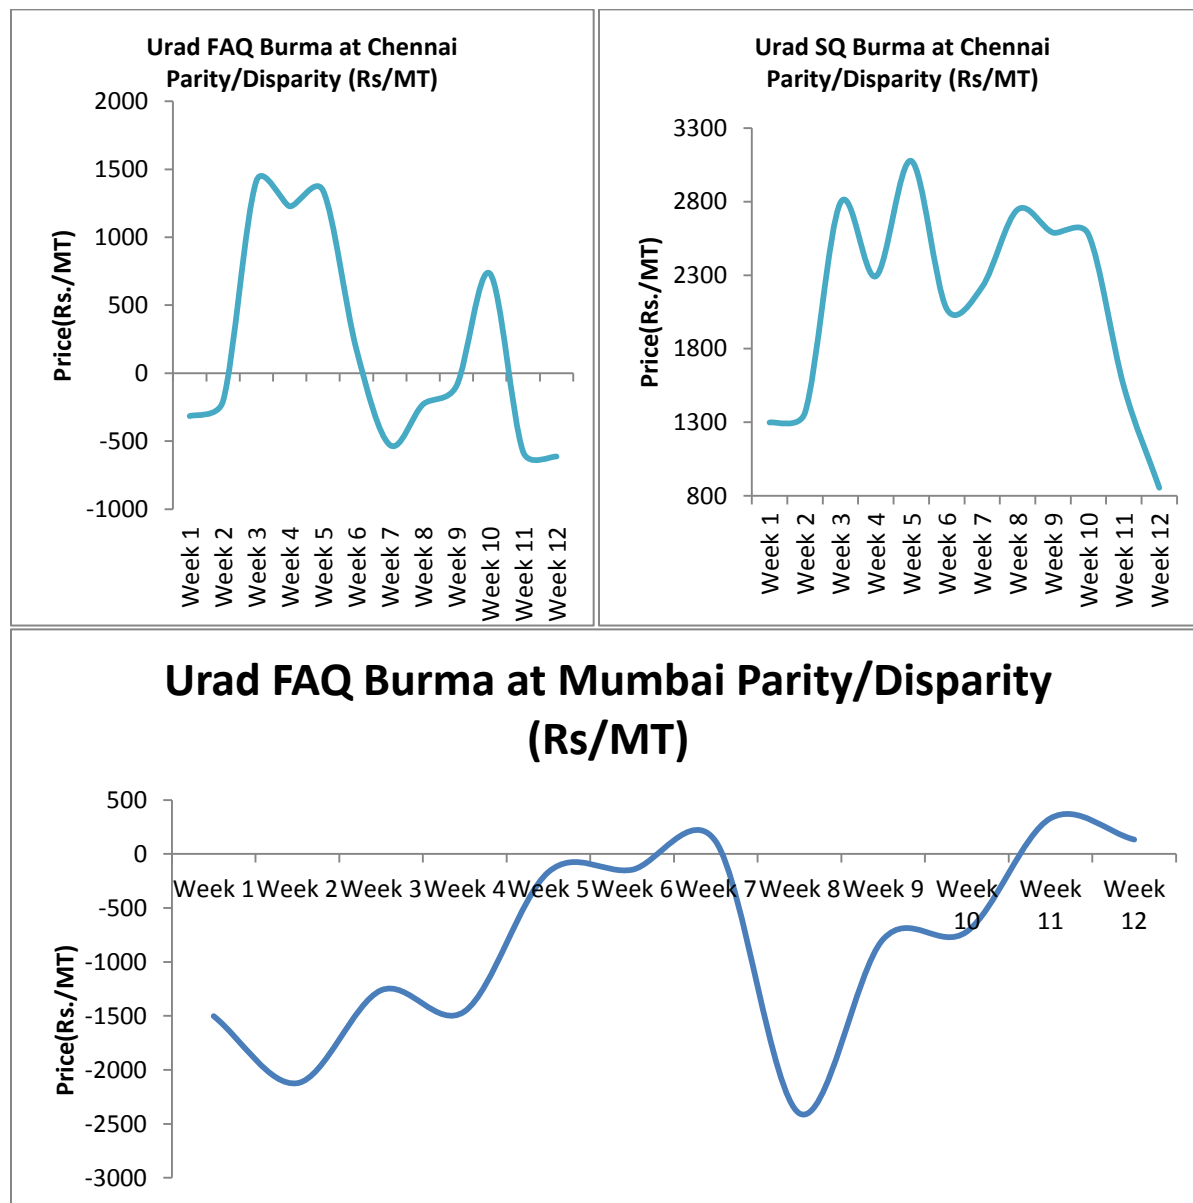 Urad FAQ Burma at Chennai
Parity/Disparity (Rs/MT)
2000
1500
1000
500
0
-500
-1000
Price(Rs./MT)
Week 1
Week 2
Week 3
Week 4
Week 5
Week 6
Week 7
Week 8
Week 9
Week 10
Week 11
Week 12
Urad SQ Burma at Chennai
Parity/Disparity (Rs/MT)
3300
2800
2300
1800
1300
800
Price(Rs./MT)
Week 1
Week 2
Week 3
Week 4
Week 5
Week 6
Week 7
Week 8
Week 9
Week 10
Week 11
Week 12
Urad FAQ Burma at Mumbai Parity/Disparity
(Rs/MT)
500
0
-500
-1000
-1500
-2000
-2500
-3000
Price(Rs./MT)
Week 1 Week 2 Week 3 Week 4 Week 5 Week 6 Week 7 Week 8 Week 9 Week Week Week
10 11 12